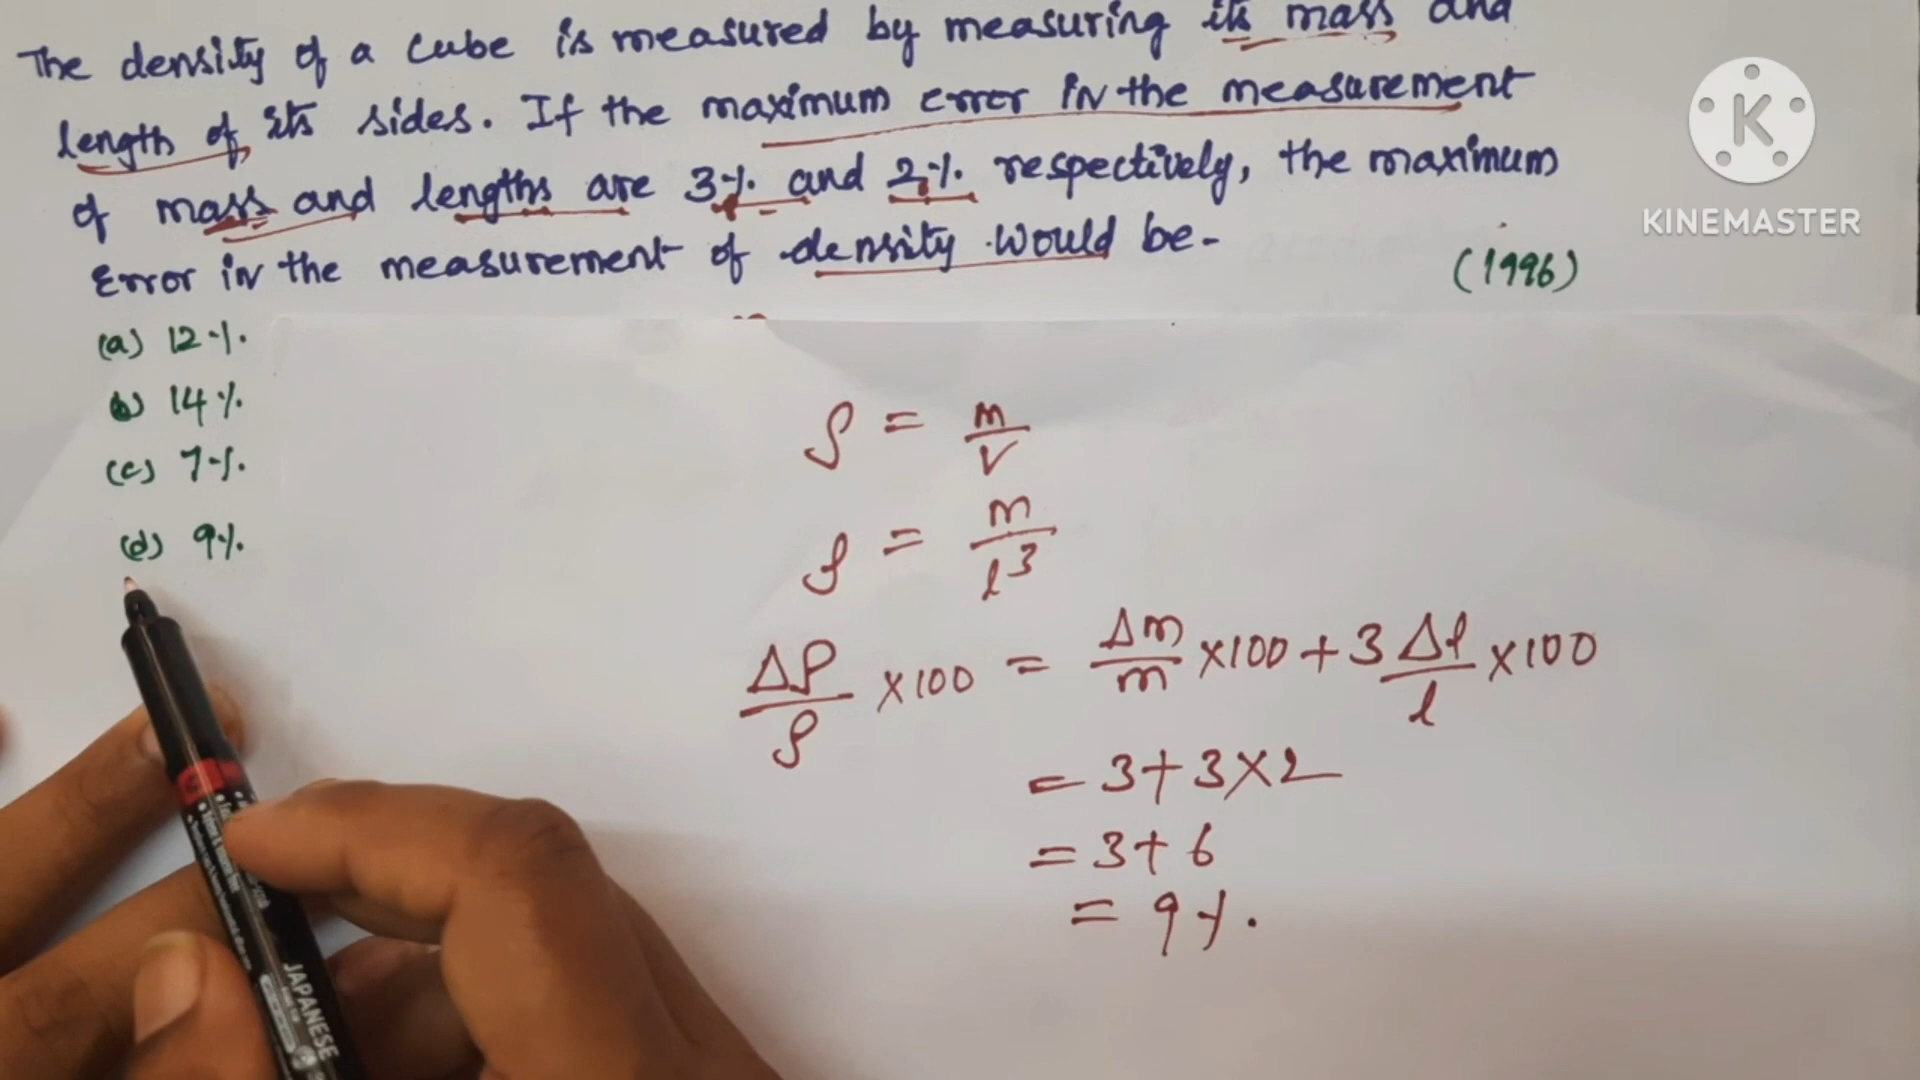 The density of a cube is measured by measuring its mass and
length of its sides. If the maximum error in the measurement
of mass and lengths are 3% and 2% respectively, the maximum
Error in the measurement of density would be-
(1996)
(a) 12%.
(b) 14%
(c) 7%.
(d) 9%.
ρ = m/V
ρ = m/l³
Δρ/ρ ×100 = Δm/m ×100 + 3 Δl/l ×100
= 3+3×2
= 3+6
= 9%.
K
KINEMASTER
JAPANESE